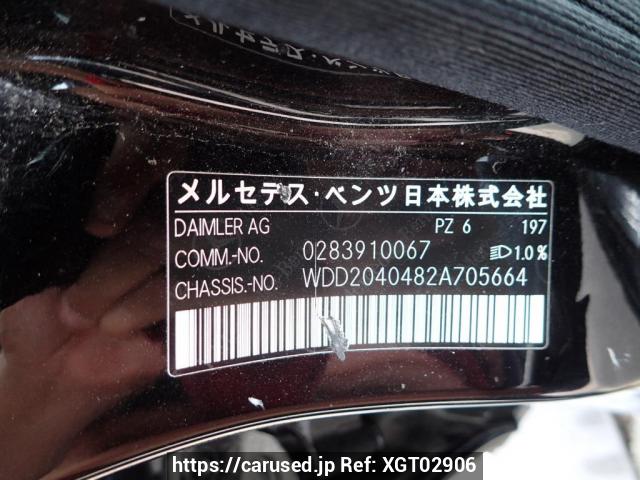 メルセデス・ベンツ日本株式会社
DAIMLER AG PZ 6 197
COMM.-NO. 0283910067 1.0%
CHASSIS.-NO. WDD2040482A705664
https://carused.jp Ref: XGT02906